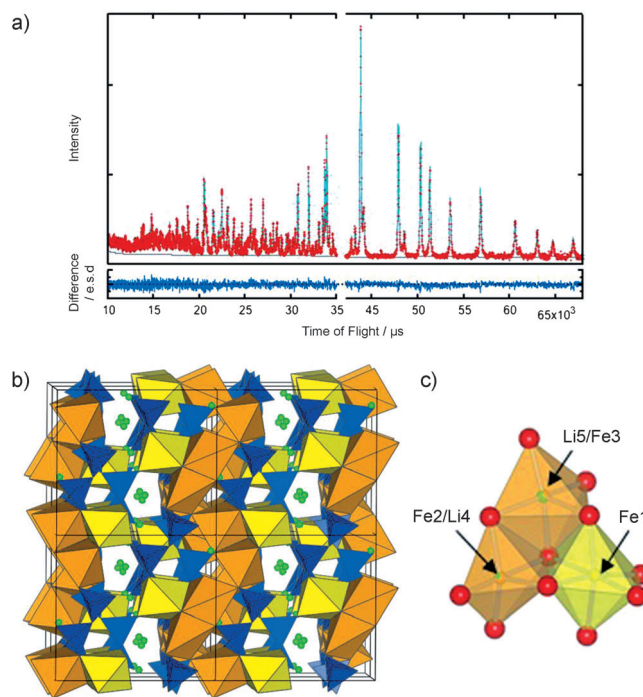 a)
Intensity
Difference
/ e.s.d
10 15 20 25 30 35 45 50 55 60 65x10³
Time of Flight / µs
b)
c)
Li5/Fe3
Fe2/Li4
Fe1